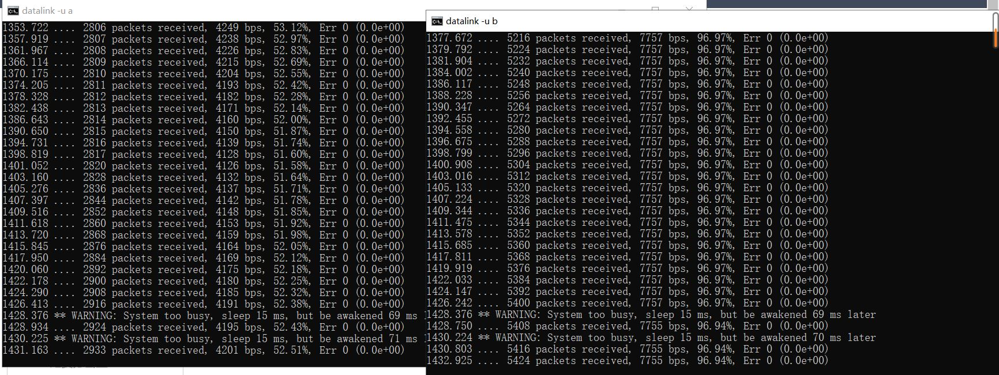 datalink -u a
1353.722 .... 2806 packets received, 4249 bps, 53.12%, Err 0 (0.0e+00)
1357.919 .... 2807 packets received, 4238 bps, 52.97%, Err 0 (0.0e+00)
1361.967 .... 2808 packets received, 4226 bps, 52.83%, Err 0 (0.0e+00)
1366.114 .... 2809 packets received, 4215 bps, 52.69%, Err 0 (0.0e+00)
1370.175 .... 2810 packets received, 4204 bps, 52.55%, Err 0 (0.0e+00)
1374.205 .... 2811 packets received, 4193 bps, 52.42%, Err 0 (0.0e+00)
1378.328 .... 2812 packets received, 4182 bps, 52.28%, Err 0 (0.0e+00)
1382.438 .... 2813 packets received, 4171 bps, 52.14%, Err 0 (0.0e+00)
1386.643 .... 2814 packets received, 4160 bps, 52.00%, Err 0 (0.0e+00)
1390.650 .... 2815 packets received, 4150 bps, 51.87%, Err 0 (0.0e+00)
1394.731 .... 2816 packets received, 4139 bps, 51.74%, Err 0 (0.0e+00)
1398.819 .... 2817 packets received, 4128 bps, 51.60%, Err 0 (0.0e+00)
1401.052 .... 2820 packets received, 4126 bps, 51.58%, Err 0 (0.0e+00)
1403.160 .... 2828 packets received, 4132 bps, 51.64%, Err 0 (0.0e+00)
1405.276 .... 2836 packets received, 4137 bps, 51.71%, Err 0 (0.0e+00)
1407.397 .... 2844 packets received, 4142 bps, 51.78%, Err 0 (0.0e+00)
1409.516 .... 2852 packets received, 4148 bps, 51.85%, Err 0 (0.0e+00)
1411.618 .... 2860 packets received, 4153 bps, 51.92%, Err 0 (0.0e+00)
1413.720 .... 2868 packets received, 4159 bps, 51.98%, Err 0 (0.0e+00)
1415.845 .... 2876 packets received, 4164 bps, 52.05%, Err 0 (0.0e+00)
1417.950 .... 2884 packets received, 4169 bps, 52.12%, Err 0 (0.0e+00)
1420.060 .... 2892 packets received, 4175 bps, 52.18%, Err 0 (0.0e+00)
1422.178 .... 2900 packets received, 4180 bps, 52.25%, Err 0 (0.0e+00)
1424.290 .... 2908 packets received, 4185 bps, 52.32%, Err 0 (0.0e+00)
1426.413 .... 2916 packets received, 4191 bps, 52.38%, Err 0 (0.0e+00)
1428.376 ** WARNING: System too busy, sleep 15 ms, but be awakened 69 ms
1428.934 .... 2924 packets received, 4195 bps, 52.43%, Err 0 (0.0e+00)
1430.225 ** WARNING: System too busy, sleep 15 ms, but be awakened 71 ms
1431.163 .... 2933 packets received, 4201 bps, 52.51%, Err 0 (0.0e+00)
datalink -u b
1377.672 .... 5216 packets received, 7757 bps, 96.97%, Err 0 (0.0e+00)
1379.792 .... 5224 packets received, 7757 bps, 96.97%, Err 0 (0.0e+00)
1381.904 .... 5232 packets received, 7757 bps, 96.97%, Err 0 (0.0e+00)
1384.002 .... 5240 packets received, 7757 bps, 96.97%, Err 0 (0.0e+00)
1386.117 .... 5248 packets received, 7757 bps, 96.97%, Err 0 (0.0e+00)
1388.228 .... 5256 packets received, 7757 bps, 96.97%, Err 0 (0.0e+00)
1390.347 .... 5264 packets received, 7757 bps, 96.97%, Err 0 (0.0e+00)
1392.455 .... 5272 packets received, 7757 bps, 96.97%, Err 0 (0.0e+00)
1394.558 .... 5280 packets received, 7757 bps, 96.97%, Err 0 (0.0e+00)
1396.675 .... 5288 packets received, 7757 bps, 96.97%, Err 0 (0.0e+00)
1398.799 .... 5296 packets received, 7757 bps, 96.97%, Err 0 (0.0e+00)
1400.908 .... 5304 packets received, 7757 bps, 96.97%, Err 0 (0.0e+00)
1403.016 .... 5312 packets received, 7757 bps, 96.97%, Err 0 (0.0e+00)
1405.133 .... 5320 packets received, 7757 bps, 96.97%, Err 0 (0.0e+00)
1407.224 .... 5328 packets received, 7757 bps, 96.97%, Err 0 (0.0e+00)
1409.344 .... 5336 packets received, 7757 bps, 96.97%, Err 0 (0.0e+00)
1411.475 .... 5344 packets received, 7757 bps, 96.97%, Err 0 (0.0e+00)
1413.578 .... 5352 packets received, 7757 bps, 96.97%, Err 0 (0.0e+00)
1415.685 .... 5360 packets received, 7757 bps, 96.97%, Err 0 (0.0e+00)
1417.811 .... 5368 packets received, 7757 bps, 96.97%, Err 0 (0.0e+00)
1419.919 .... 5376 packets received, 7757 bps, 96.97%, Err 0 (0.0e+00)
1422.033 .... 5384 packets received, 7757 bps, 96.97%, Err 0 (0.0e+00)
1424.147 .... 5392 packets received, 7757 bps, 96.97%, Err 0 (0.0e+00)
1426.242 .... 5400 packets received, 7757 bps, 96.97%, Err 0 (0.0e+00)
1428.376 ** WARNING: System too busy, sleep 15 ms, but be awakened 69 ms later
1428.750 .... 5408 packets received, 7755 bps, 96.94%, Err 0 (0.0e+00)
1430.224 ** WARNING: System too busy, sleep 15 ms, but be awakened 70 ms later
1430.803 .... 5416 packets received, 7755 bps, 96.94%, Err 0 (0.0e+00)
1432.925 .... 5424 packets received, 7755 bps, 96.94%, Err 0 (0.0e+00)